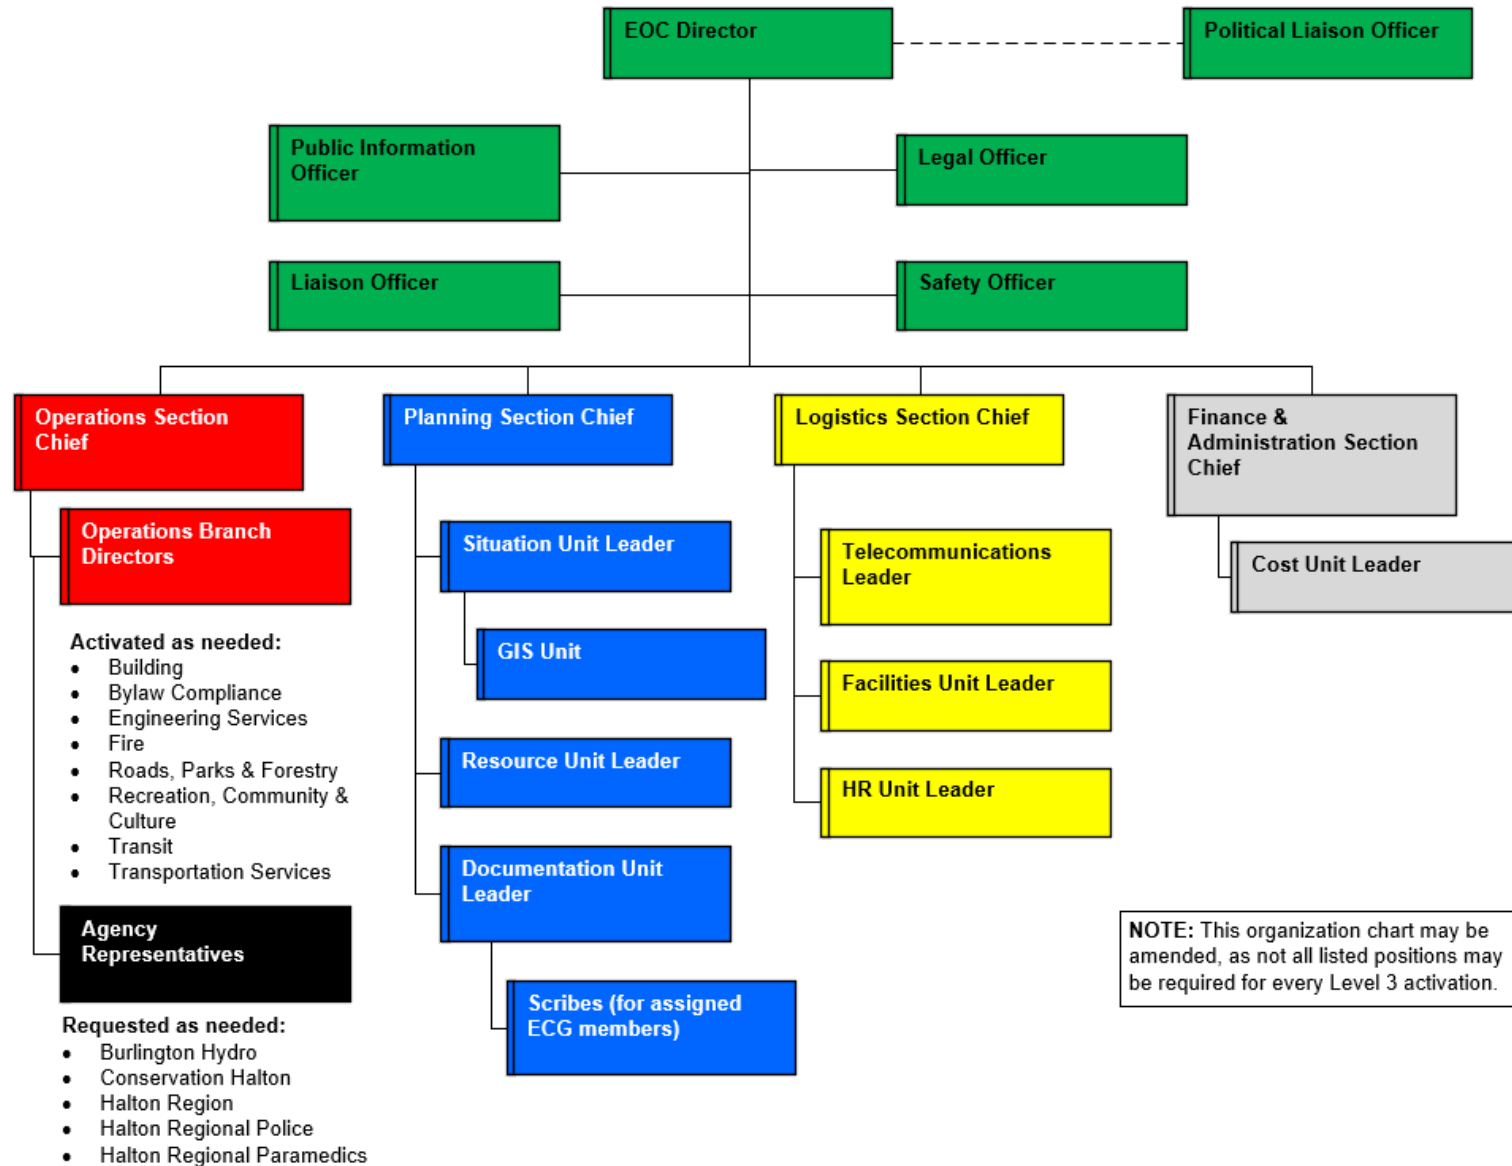 EOC Director
Political Liaison Officer
Public Information
Officer
Legal Officer
Liaison Officer
Safety Officer
Operations Section
Chief
Planning Section Chief
Logistics Section Chief
Finance &
Administration Section
Chief
Operations Branch
Directors
Situation Unit Leader
Telecommunications
Leader
Cost Unit Leader
Activated as needed:
• Building
• Bylaw Compliance
• Engineering Services
• Fire
• Roads, Parks & Forestry
• Recreation, Community &
Culture
• Transit
• Transportation Services
GIS Unit
Facilities Unit Leader
Resource Unit Leader
HR Unit Leader
Documentation Unit
Leader
Agency
Representatives
NOTE: This organization chart may be
amended, as not all listed positions may
be required for every Level 3 activation.
Scribes (for assigned
ECG members)
Requested as needed:
• Burlington Hydro
• Conservation Halton
• Halton Region
• Halton Regional Police
• Halton Regional Paramedics